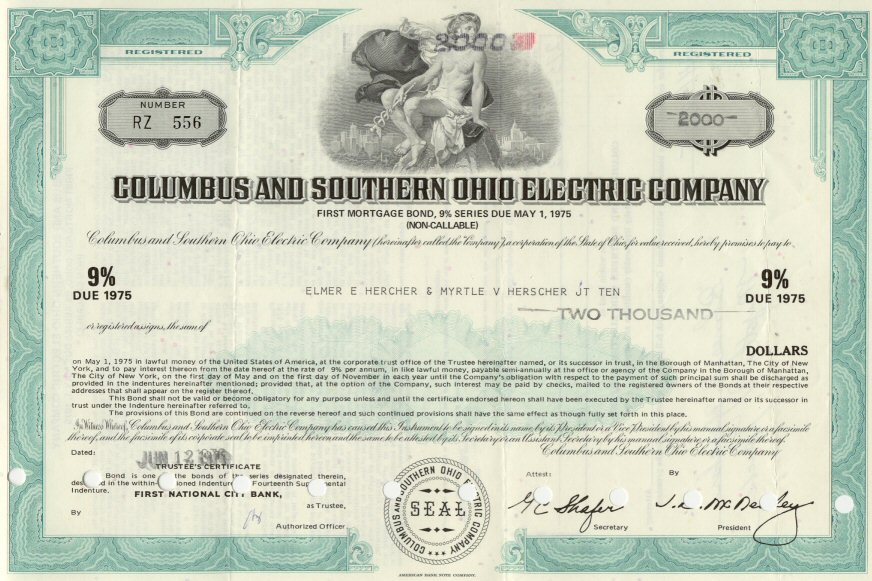 2000
REGISTERED REGISTERED
NUMBER
RZ 556
2000
COLUMBUS AND SOUTHERN OHIO ELECTRIC COMPANY
FIRST MORTGAGE BOND, 9% SERIES DUE MAY 1, 1975
(NON-CALLABLE)
Columbus and Southern Ohio Electric Company (hereinafter called the "Company"), a corporation of the State of Ohio, for value received, hereby promises to pay to
9%
DUE 1975
9%
DUE 1975
ELMER E HERCHER & MYRTLE V HERSCHER JT TEN
TWO THOUSAND
or registered assigns, the sum of
DOLLARS
on May 1, 1975 in lawful money of the United States of America, at the corporate trust office of the Trustee hereinafter named, or its successor in trust, in the Borough of Manhattan, The City of New
York, and to pay interest thereon from the date hereof at the rate of 9% per annum, in like lawful money, payable semi-annually at the office or agency of the Company in the Borough of Manhattan,
The City of New York, on the first day of May and on the first day of November in each year until the Company's obligation with respect to the payment of such principal sum shall be discharged as
provided in the indentures hereinafter mentioned; provided that, at the option of the Company, such interest may be paid by checks, mailed to the registered owners of the Bonds at their respective
addresses that shall appear on the register thereof.
This Bond shall not be valid or become obligatory for any purpose unless and until the certificate endorsed hereon shall have been executed by the Trustee hereinafter named or its successor in
trust under the Indenture hereinafter referred to.
The provisions of this Bond are continued on the reverse hereof and such continued provisions shall have the same effect as though fully set forth in this place.
In Witness Whereof, Columbus and Southern Ohio Electric Company has caused this Instrument to be signed in its name by its President or a Vice President by his manual signature or a facsimile
thereof, and the facsimile of its corporate seal to be imprinted hereon and the same to be attested by its Secretary or an Assistant Secretary by his manual signature or a facsimile thereof.
Columbus and Southern Ohio Electric Company
Dated:
JUN 12
TRUSTEE'S CERTIFICATE
Bond is one of the bonds of the series designated therein,
described in the within mentioned Indenture Fourteenth Supplemental
Indenture.
FIRST NATIONAL CITY BANK,
as Trustee,
By
Authorized Officer
COLUMBUS AND SOUTHERN OHIO ELECTRIC COMPANY
SEAL
Attest:
Secretary
By
President
AMERICAN BANK NOTE COMPANY.